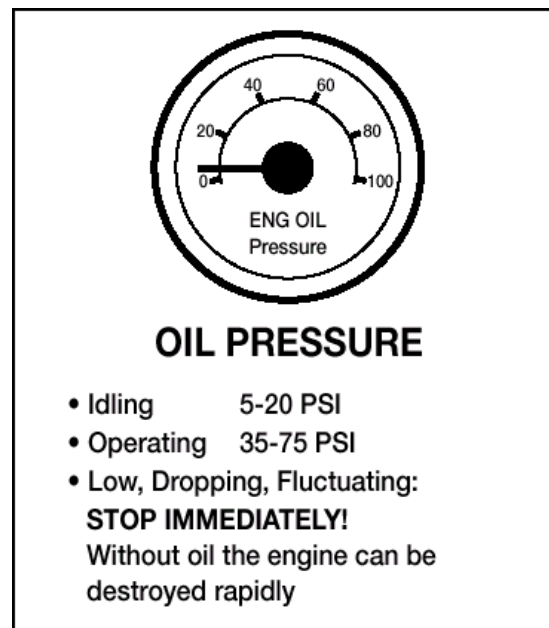 40 60
20 80
0 100
ENG OIL
Pressure
OIL PRESSURE
• Idling 5-20 PSI
• Operating 35-75 PSI
• Low, Dropping, Fluctuating:
STOP IMMEDIATELY!
Without oil the engine can be
destroyed rapidly